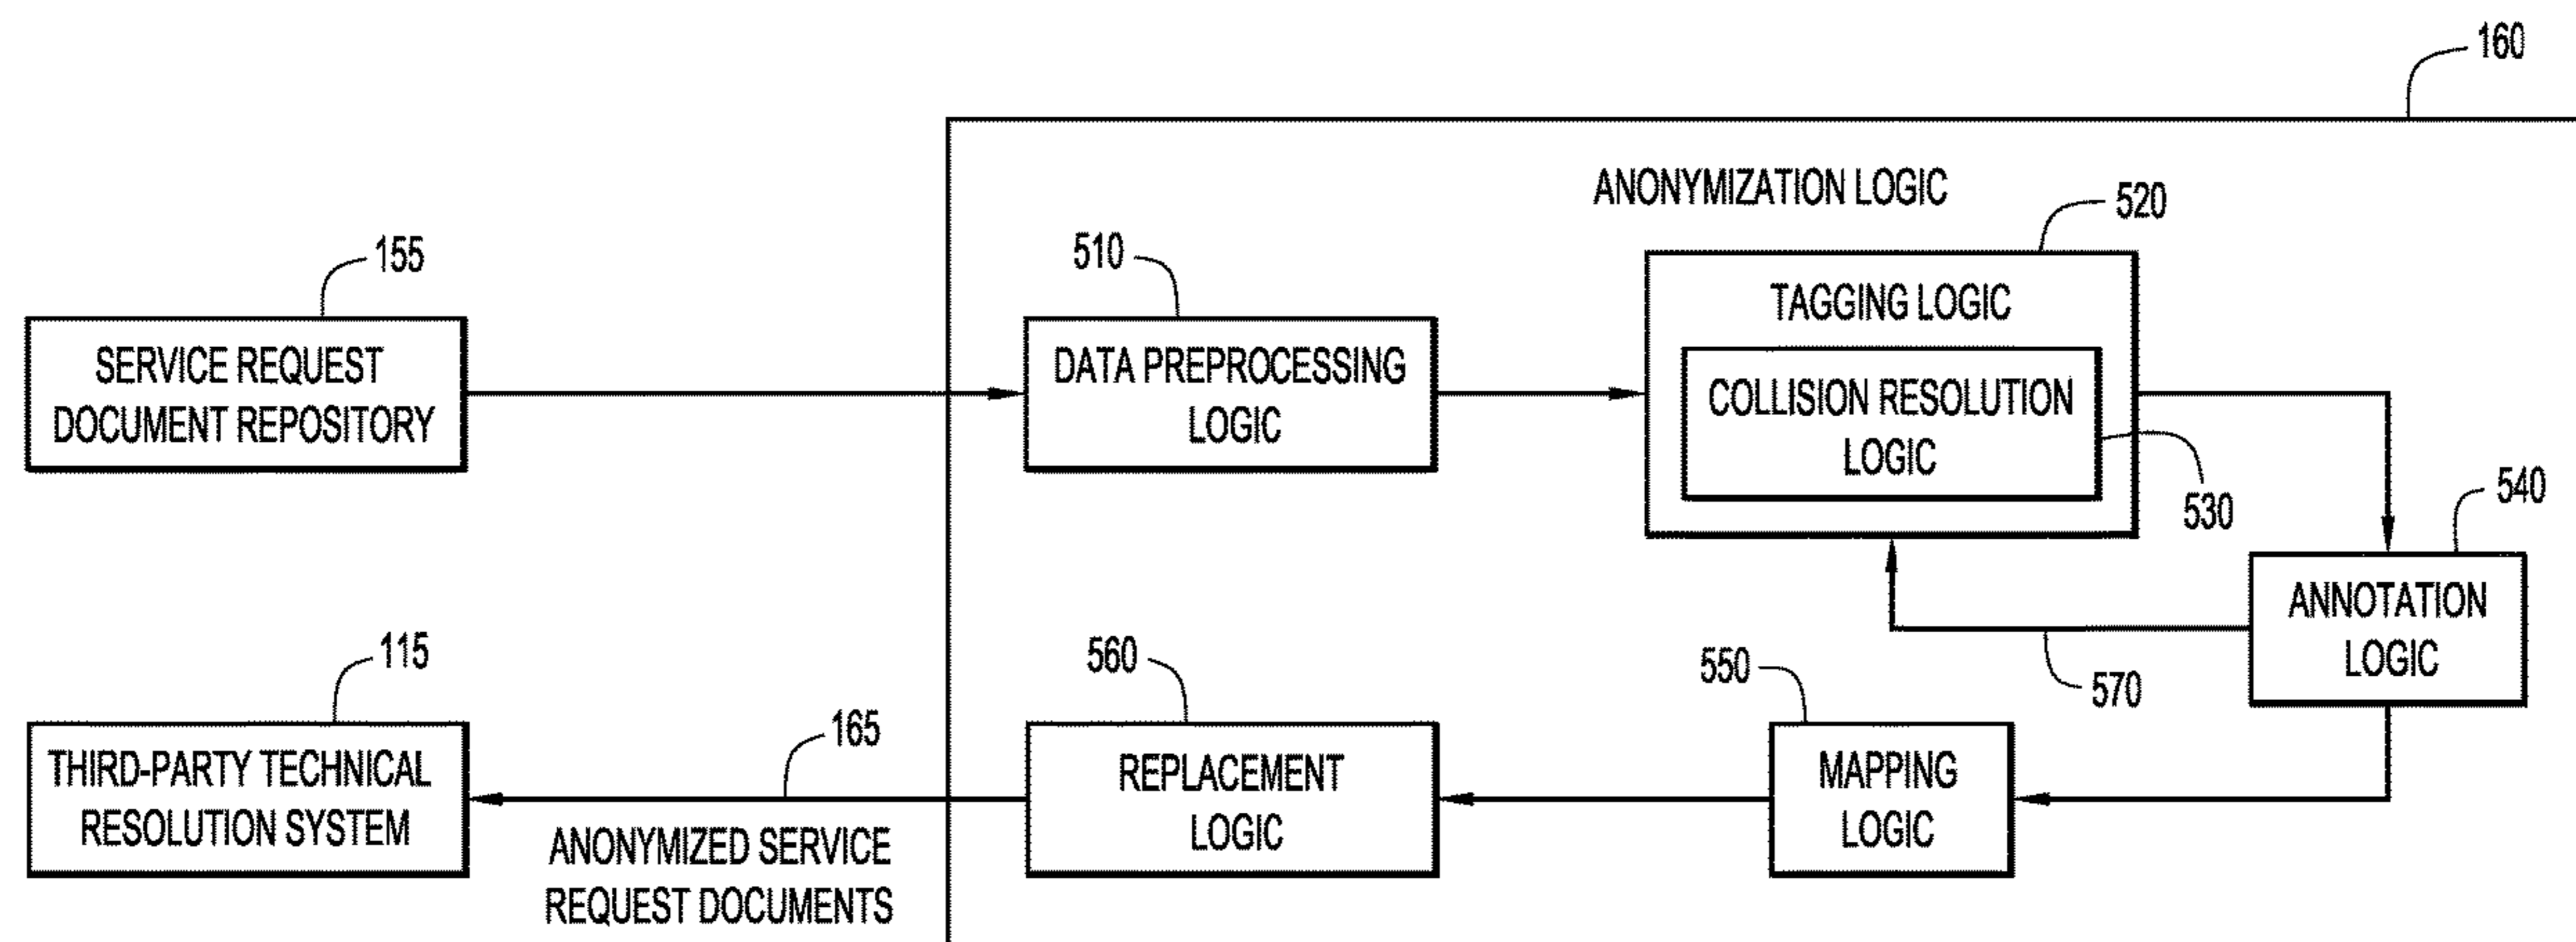 160
ANONYMIZATION LOGIC
520
155
510
TAGGING LOGIC
SERVICE REQUEST
DOCUMENT REPOSITORY
DATA PREPROCESSING
LOGIC
COLLISION RESOLUTION
LOGIC
530
540
ANNOTATION
LOGIC
570
115
560
550
THIRD-PARTY TECHNICAL
RESOLUTION SYSTEM
165
ANONYMIZED SERVICE
REQUEST DOCUMENTS
REPLACEMENT
LOGIC
MAPPING
LOGIC